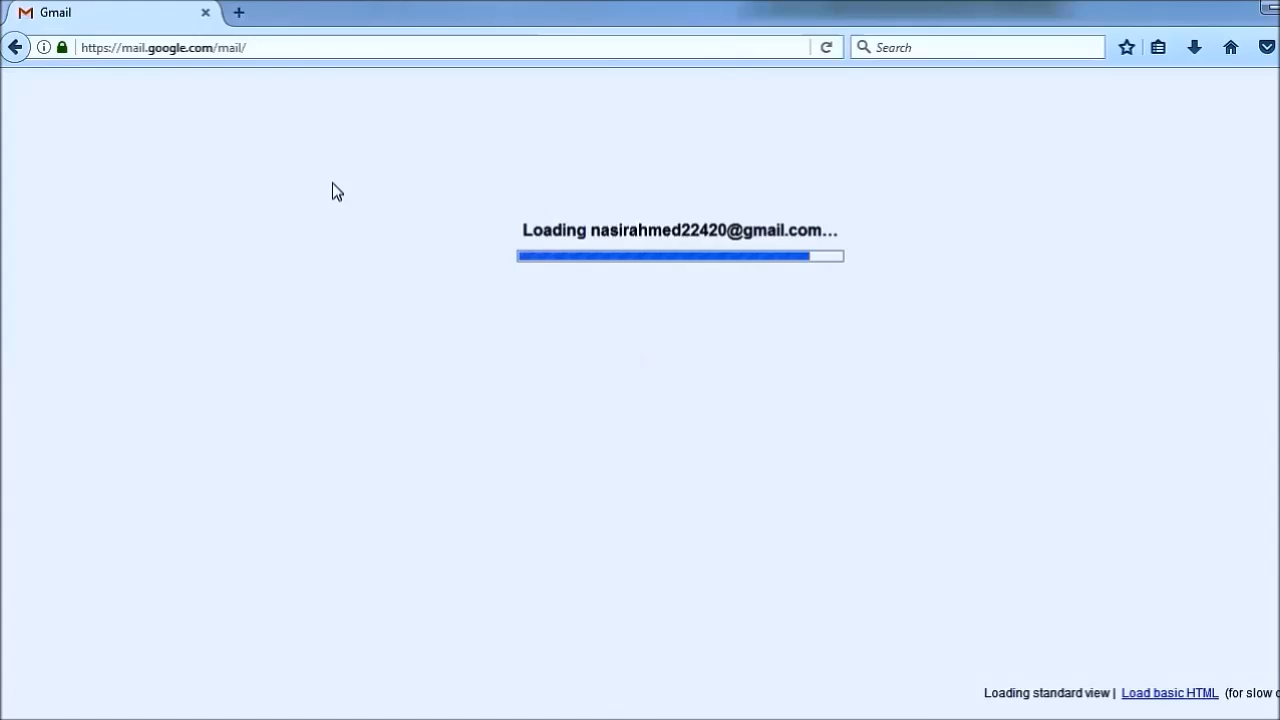 Gmail
https://mail.google.com/mail/
Search
Loading nasirahmed22420@gmail.com...
Loading standard view | Load basic HTML (for slow